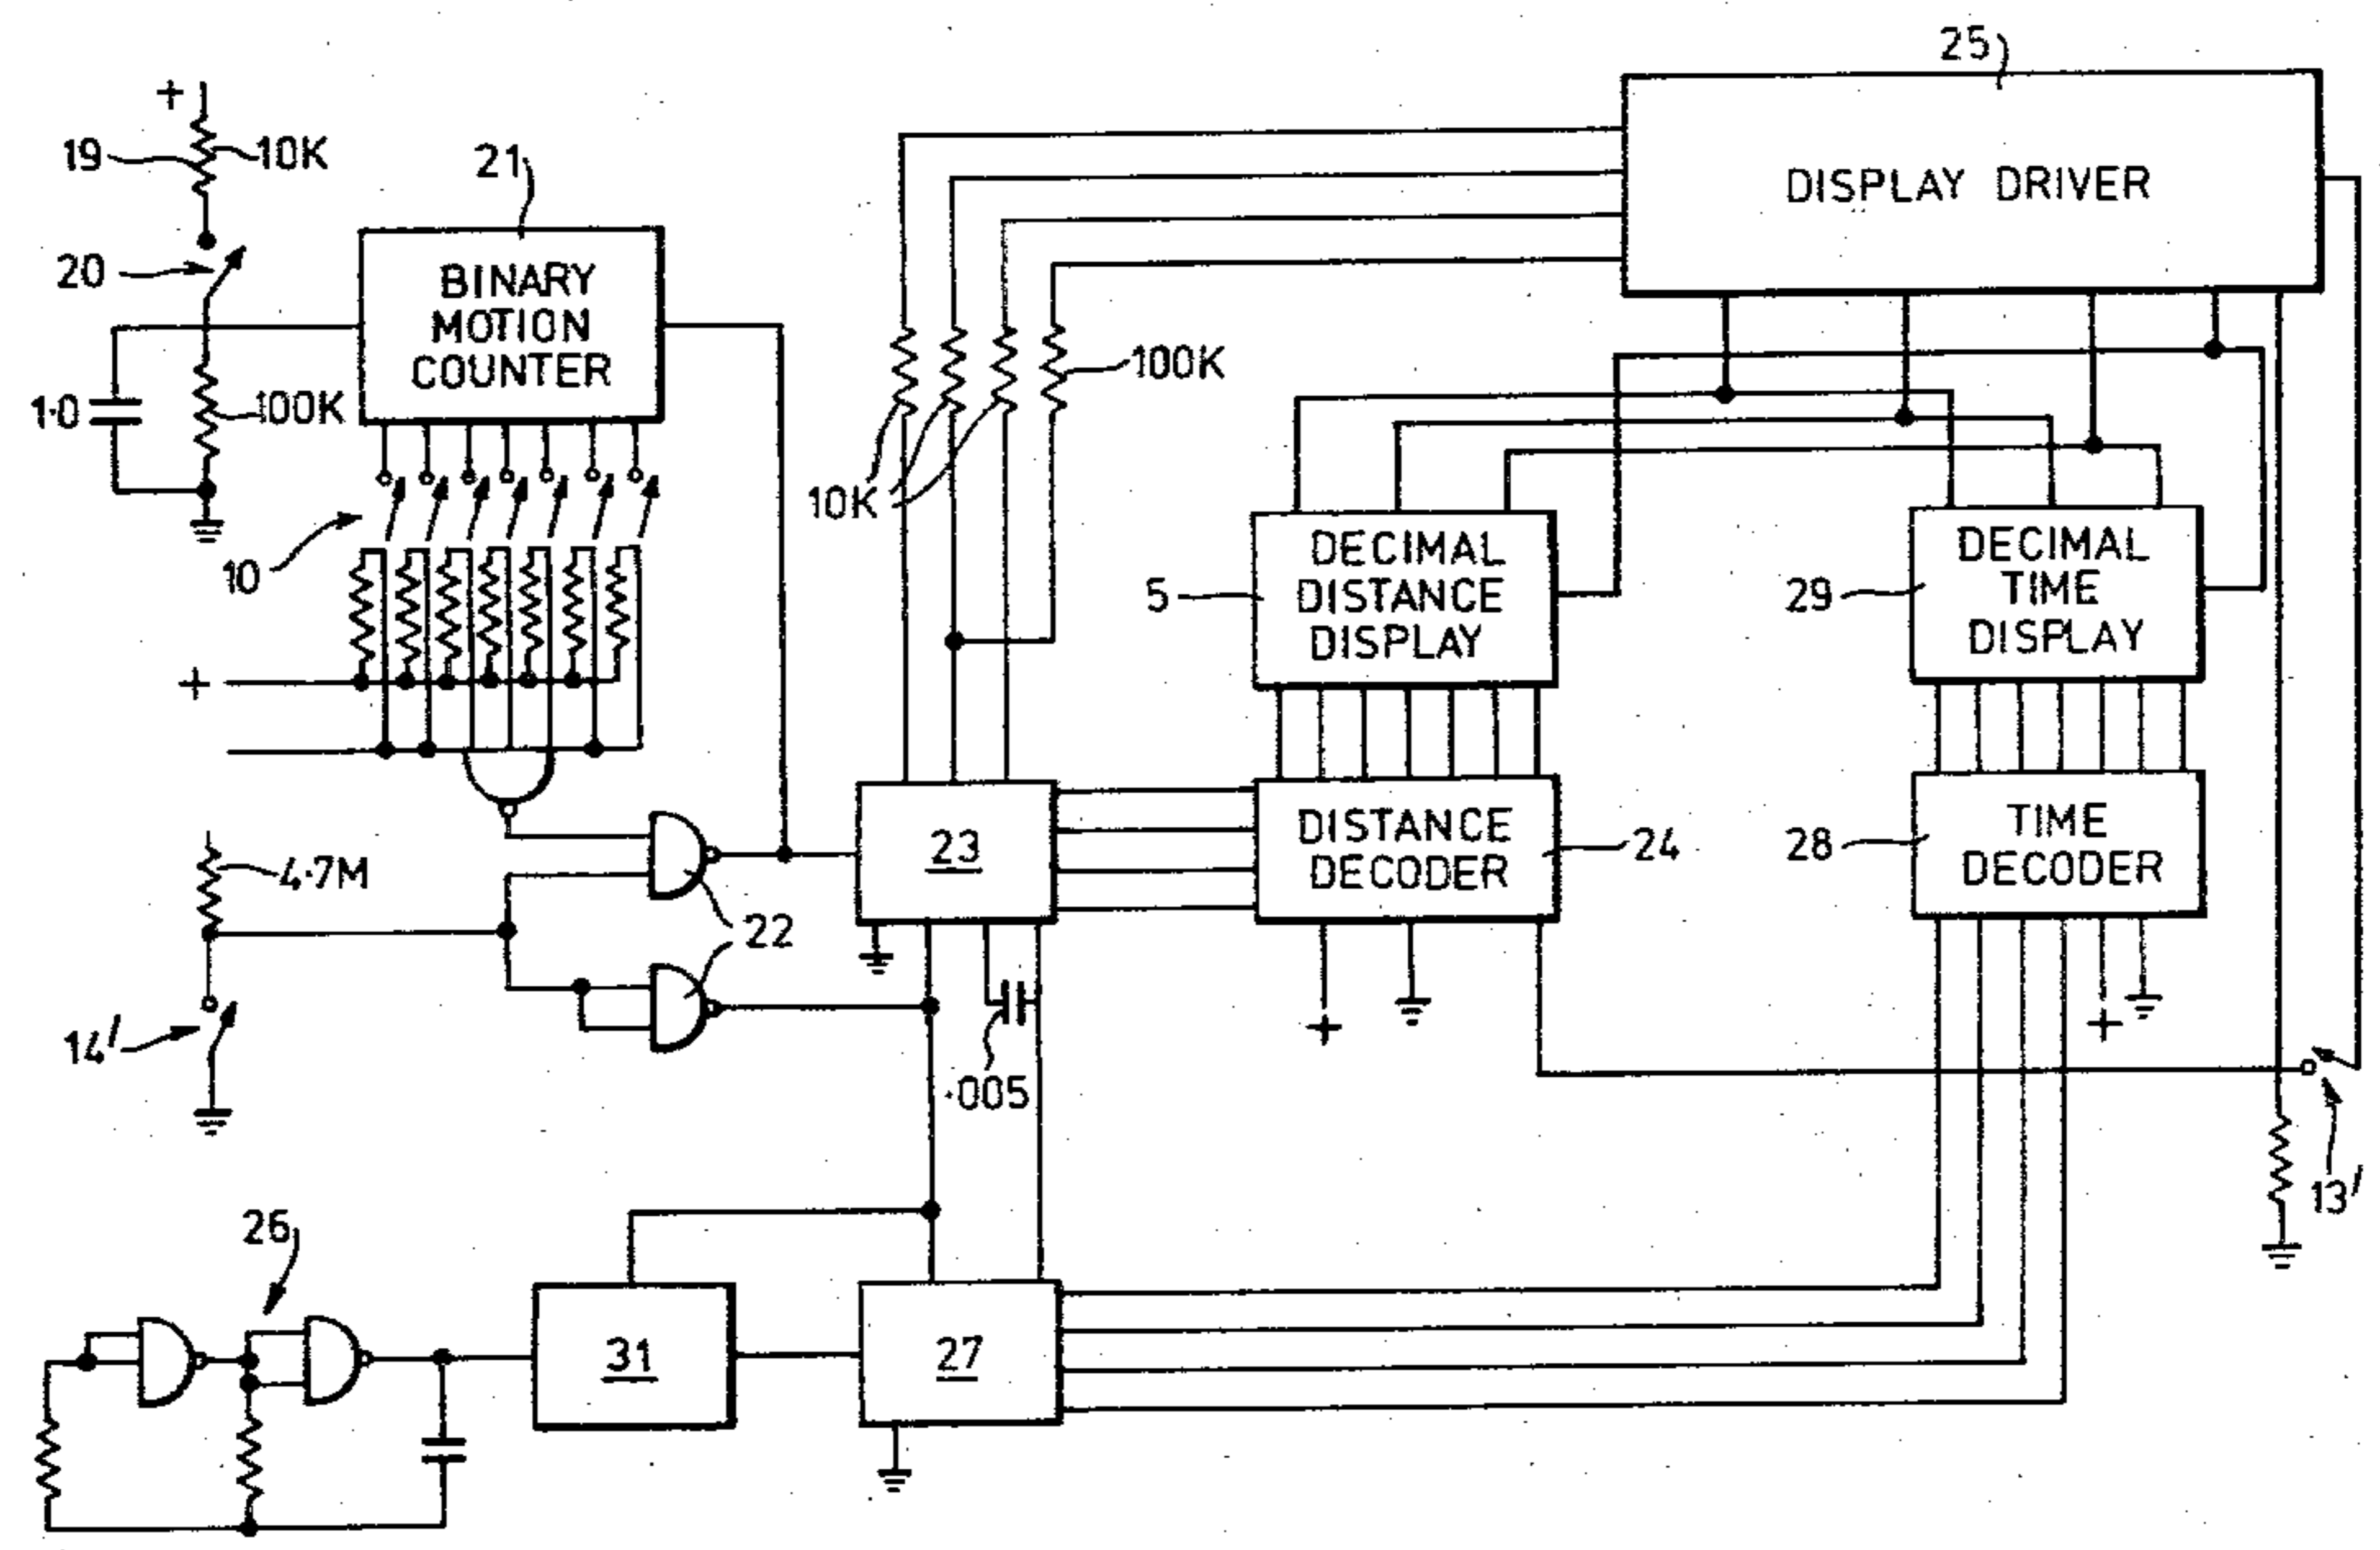 25
+
19
10K
21
DISPLAY DRIVER
20
BINARY
MOTION
COUNTER
1·0
100K
100K
10K
10
5
DECIMAL
DISTANCE
DISPLAY
29
DECIMAL
TIME
DISPLAY
+
4·7M
22
23
DISTANCE
DECODER
24
28
TIME
DECODER
14'
·005
+
+
13'
26
31
27